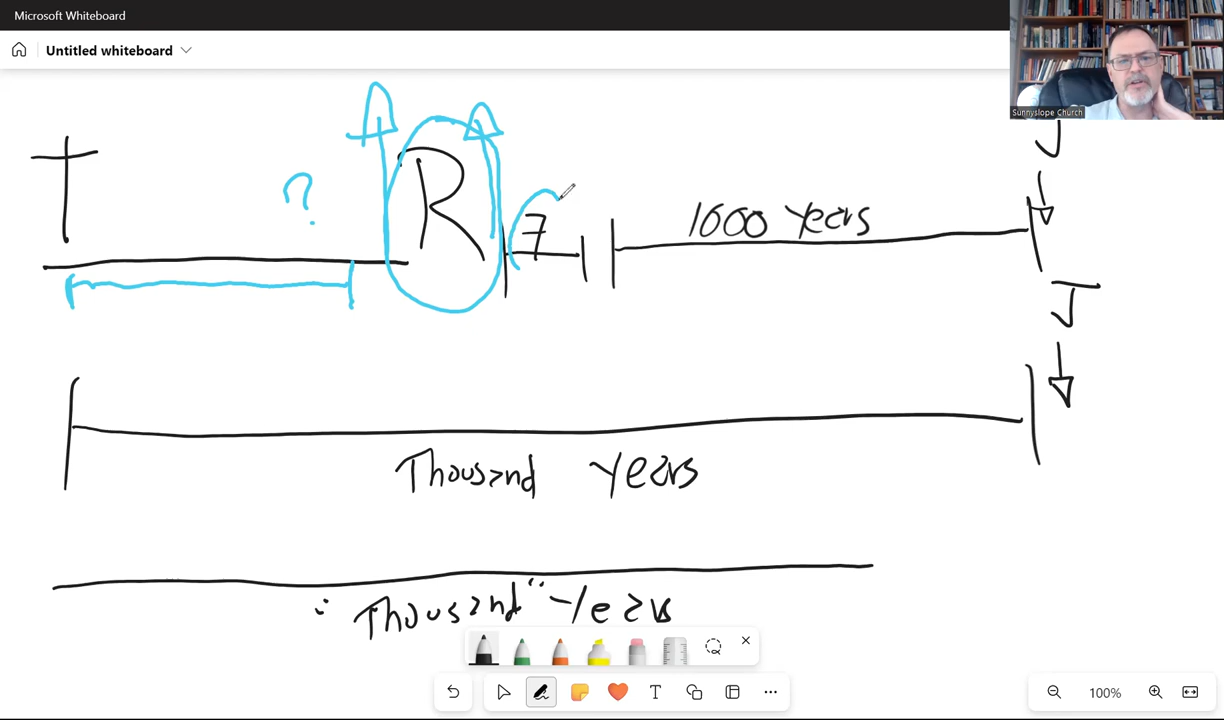 Microsoft Whiteboard
Untitled whiteboard
Sunnyslope Church
?
R
7
1000 Years
J
J
Thousand Years
"Thousand" Years
100%